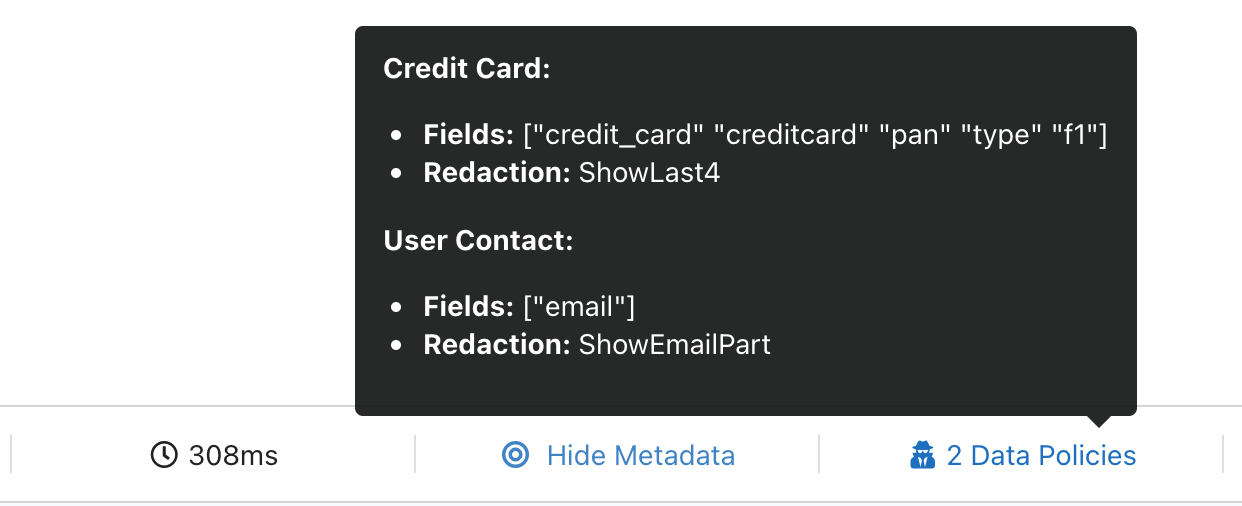 Credit Card:
Fields: ["credit_card" "creditcard" "pan" "type" "f1"]
Redaction: ShowLast4
User Contact:
Fields: ["email"]
Redaction: ShowEmailPart
308ms
Hide Metadata
2 Data Policies